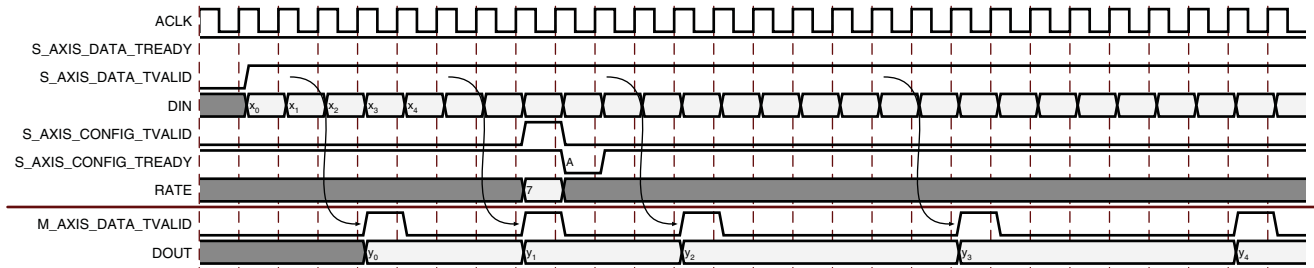 ACLK
S_AXIS_DATA_TREADY
S_AXIS_DATA_TVALID
DIN x0 x1 x2 x3 x4
S_AXIS_CONFIG_TVALID
S_AXIS_CONFIG_TREADY A
RATE 7
M_AXIS_DATA_TVALID
DOUT y0 y1 y2 y3 y4